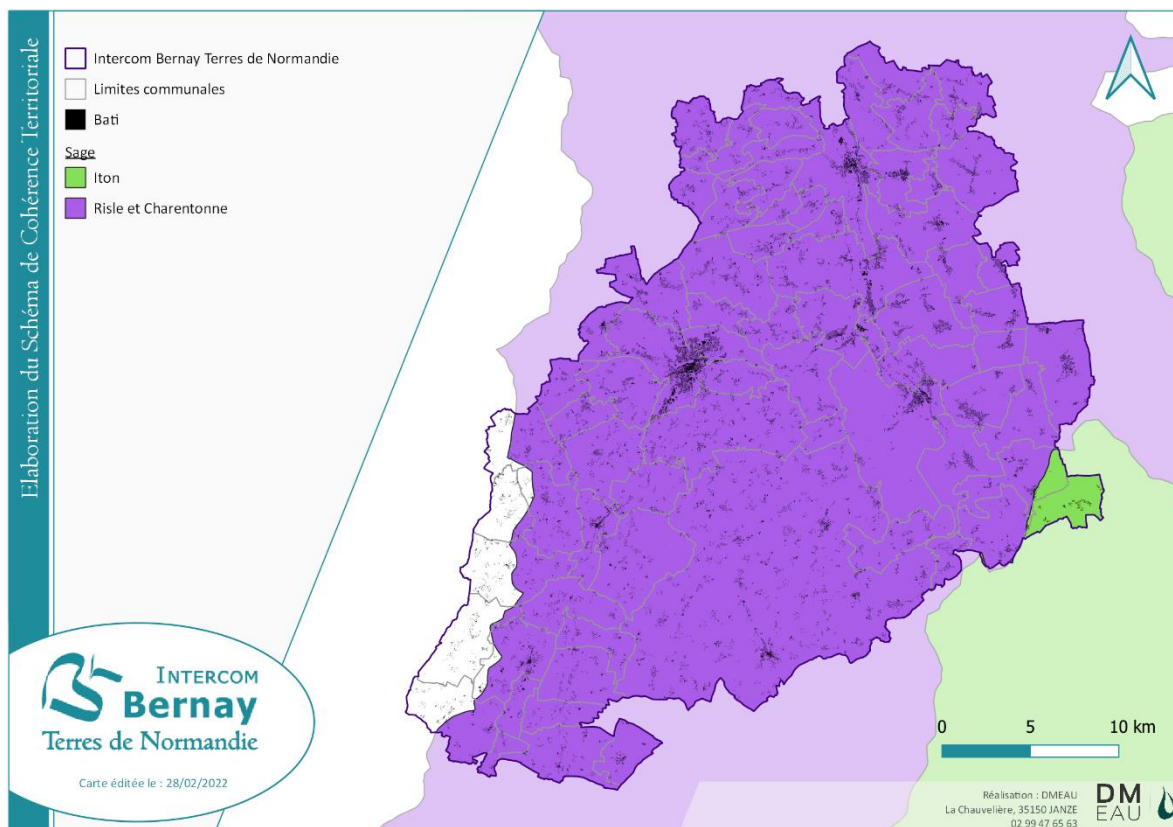 Elaboration du Schéma de Cohérence Territoriale
Intercom Bernay Terres de Normandie
Limites communales
Bati
Sage
Iton
Risle et Charentonne
INTERCOM
Bernay
Terres de Normandie
Carte éditée le : 28/02/2022
0 5 10 km
Réalisation : DMEAU
La Chauvelière, 35150 JANZE
02 99 47 65 63
DM
EAU